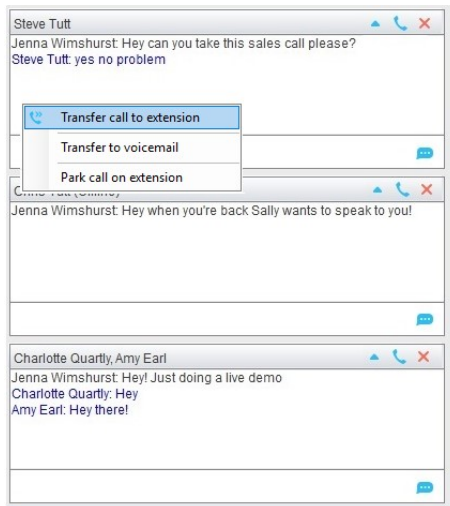 Steve Tutt
Jenna Wimshurst: Hey can you take this sales call please?
Steve Tutt: yes no problem
Transfer call to extension
Transfer to voicemail
Park call on extension
Jenna Wimshurst: Hey when you're back Sally wants to speak to you!
Charlotte Quartly, Amy Earl
Jenna Wimshurst: Hey! Just doing a live demo
Charlotte Quartly: Hey
Amy Earl: Hey there!